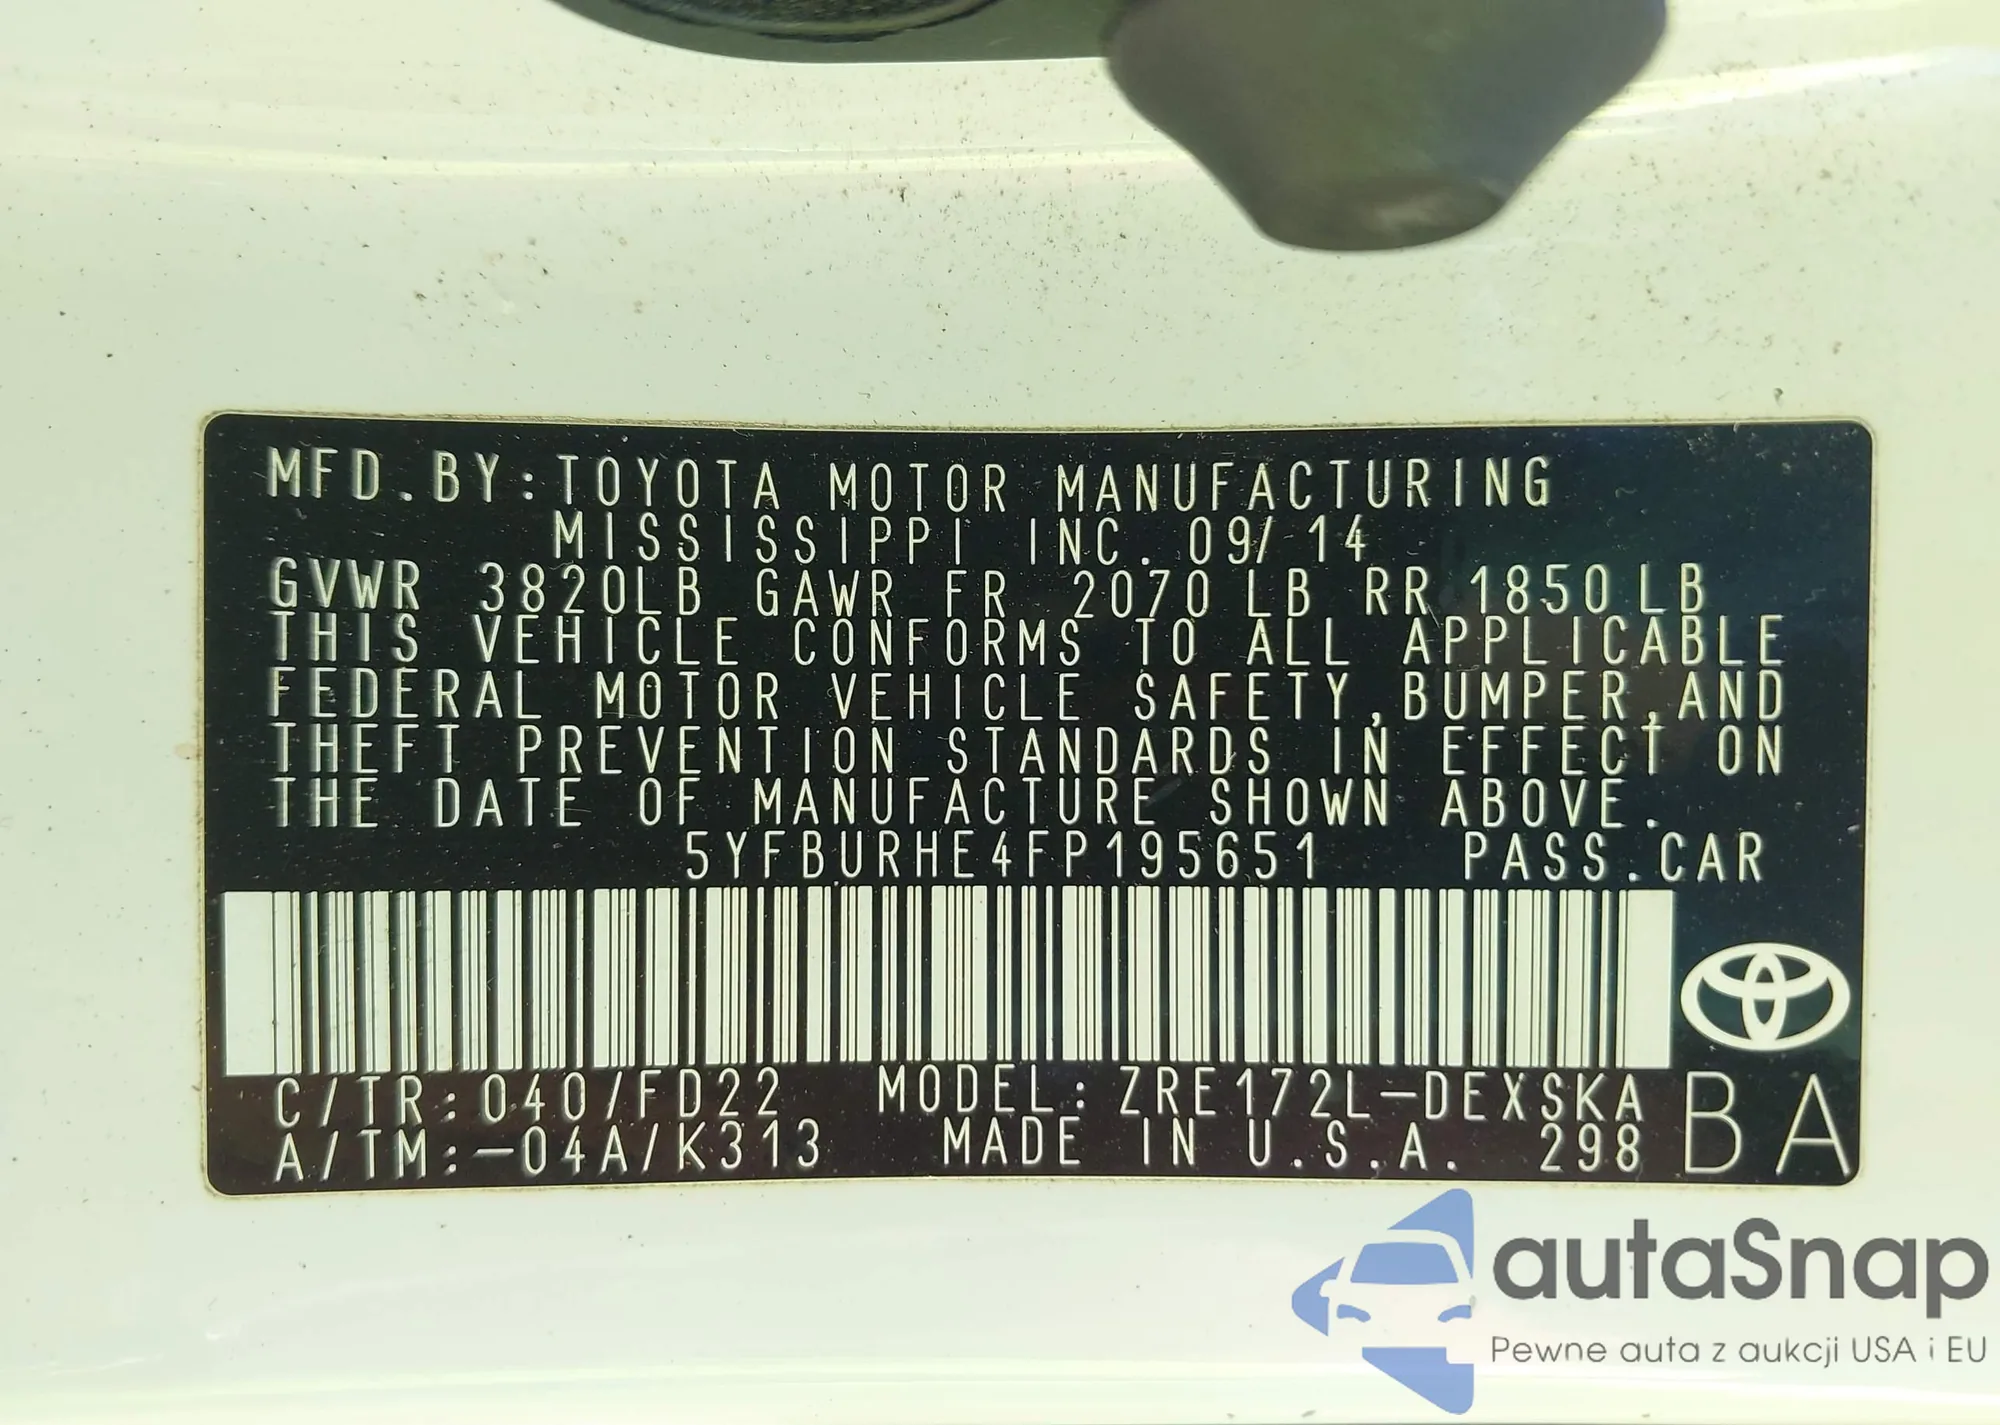 MFD.BY:TOYOTA MOTOR MANUFACTURING
MISSISSIPPI INC. 09/14
GVWR 3820LB GAWR FR 2070LB RR 1850LB
THIS VEHICLE CONFORMS TO ALL APPLICABLE
FEDERAL MOTOR VEHICLE SAFETY,BUMPER,AND
THEFT PREVENTION STANDARDS IN EFFECT ON
THE DATE OF MANUFACTURE SHOWN ABOVE.
5YFBURHE4FP195651 PASS.CAR
C/TR:040/FD22 MODEL:ZRE172L-DEXSKA
A/TM:-04A/K313 MADE IN U.S.A. 298
BA
autaSnap
Pewne auta z aukcji USA i EU